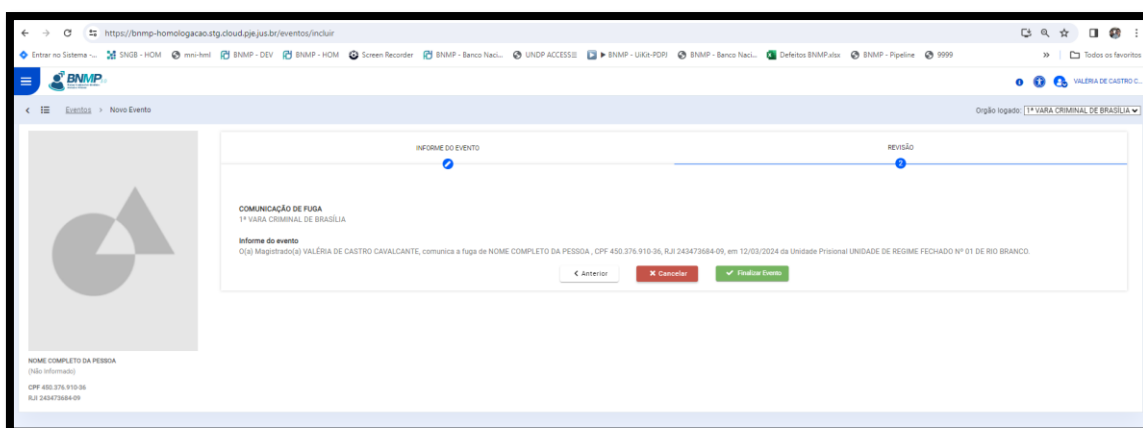 https://bnmp-homologacao.stg.cloud.pje.jus.br/eventos/incluir
Entrar no Sistema -... SNGB - HOM mni-hml BNMP - DEV BNMP - HOM Screen Recorder BNMP - Banco Naci... UNDP ACCESS BNMP - UiKit-PDPJ BNMP - Banco Naci... Defeitos BNMP.xlsx BNMP - Pipeline 9999 » Todos os favoritos
BNMP
VALÉRIA DE CASTRO C...
Eventos > Novo Evento
Orgão logado: 1ª VARA CRIMINAL DE BRASÍLIA
INFORME DO EVENTO
REVISÃO
2
COMUNICAÇÃO DE FUGA
1ª VARA CRIMINAL DE BRASÍLIA
Informe do evento
O(a) Magistrado(a) VALÉRIA DE CASTRO CAVALCANTE, comunica a fuga de NOME COMPLETO DA PESSOA , CPF 450.376.910-36, RJI 243473684-09, em 12/03/2024 da Unidade Prisional UNIDADE DE REGIME FECHADO Nº 01 DE RIO BRANCO.
Anterior
Cancelar
Finalizar Evento
NOME COMPLETO DA PESSOA
(Não Informado)
CPF 450.376.910-36
RJI 243473684-09